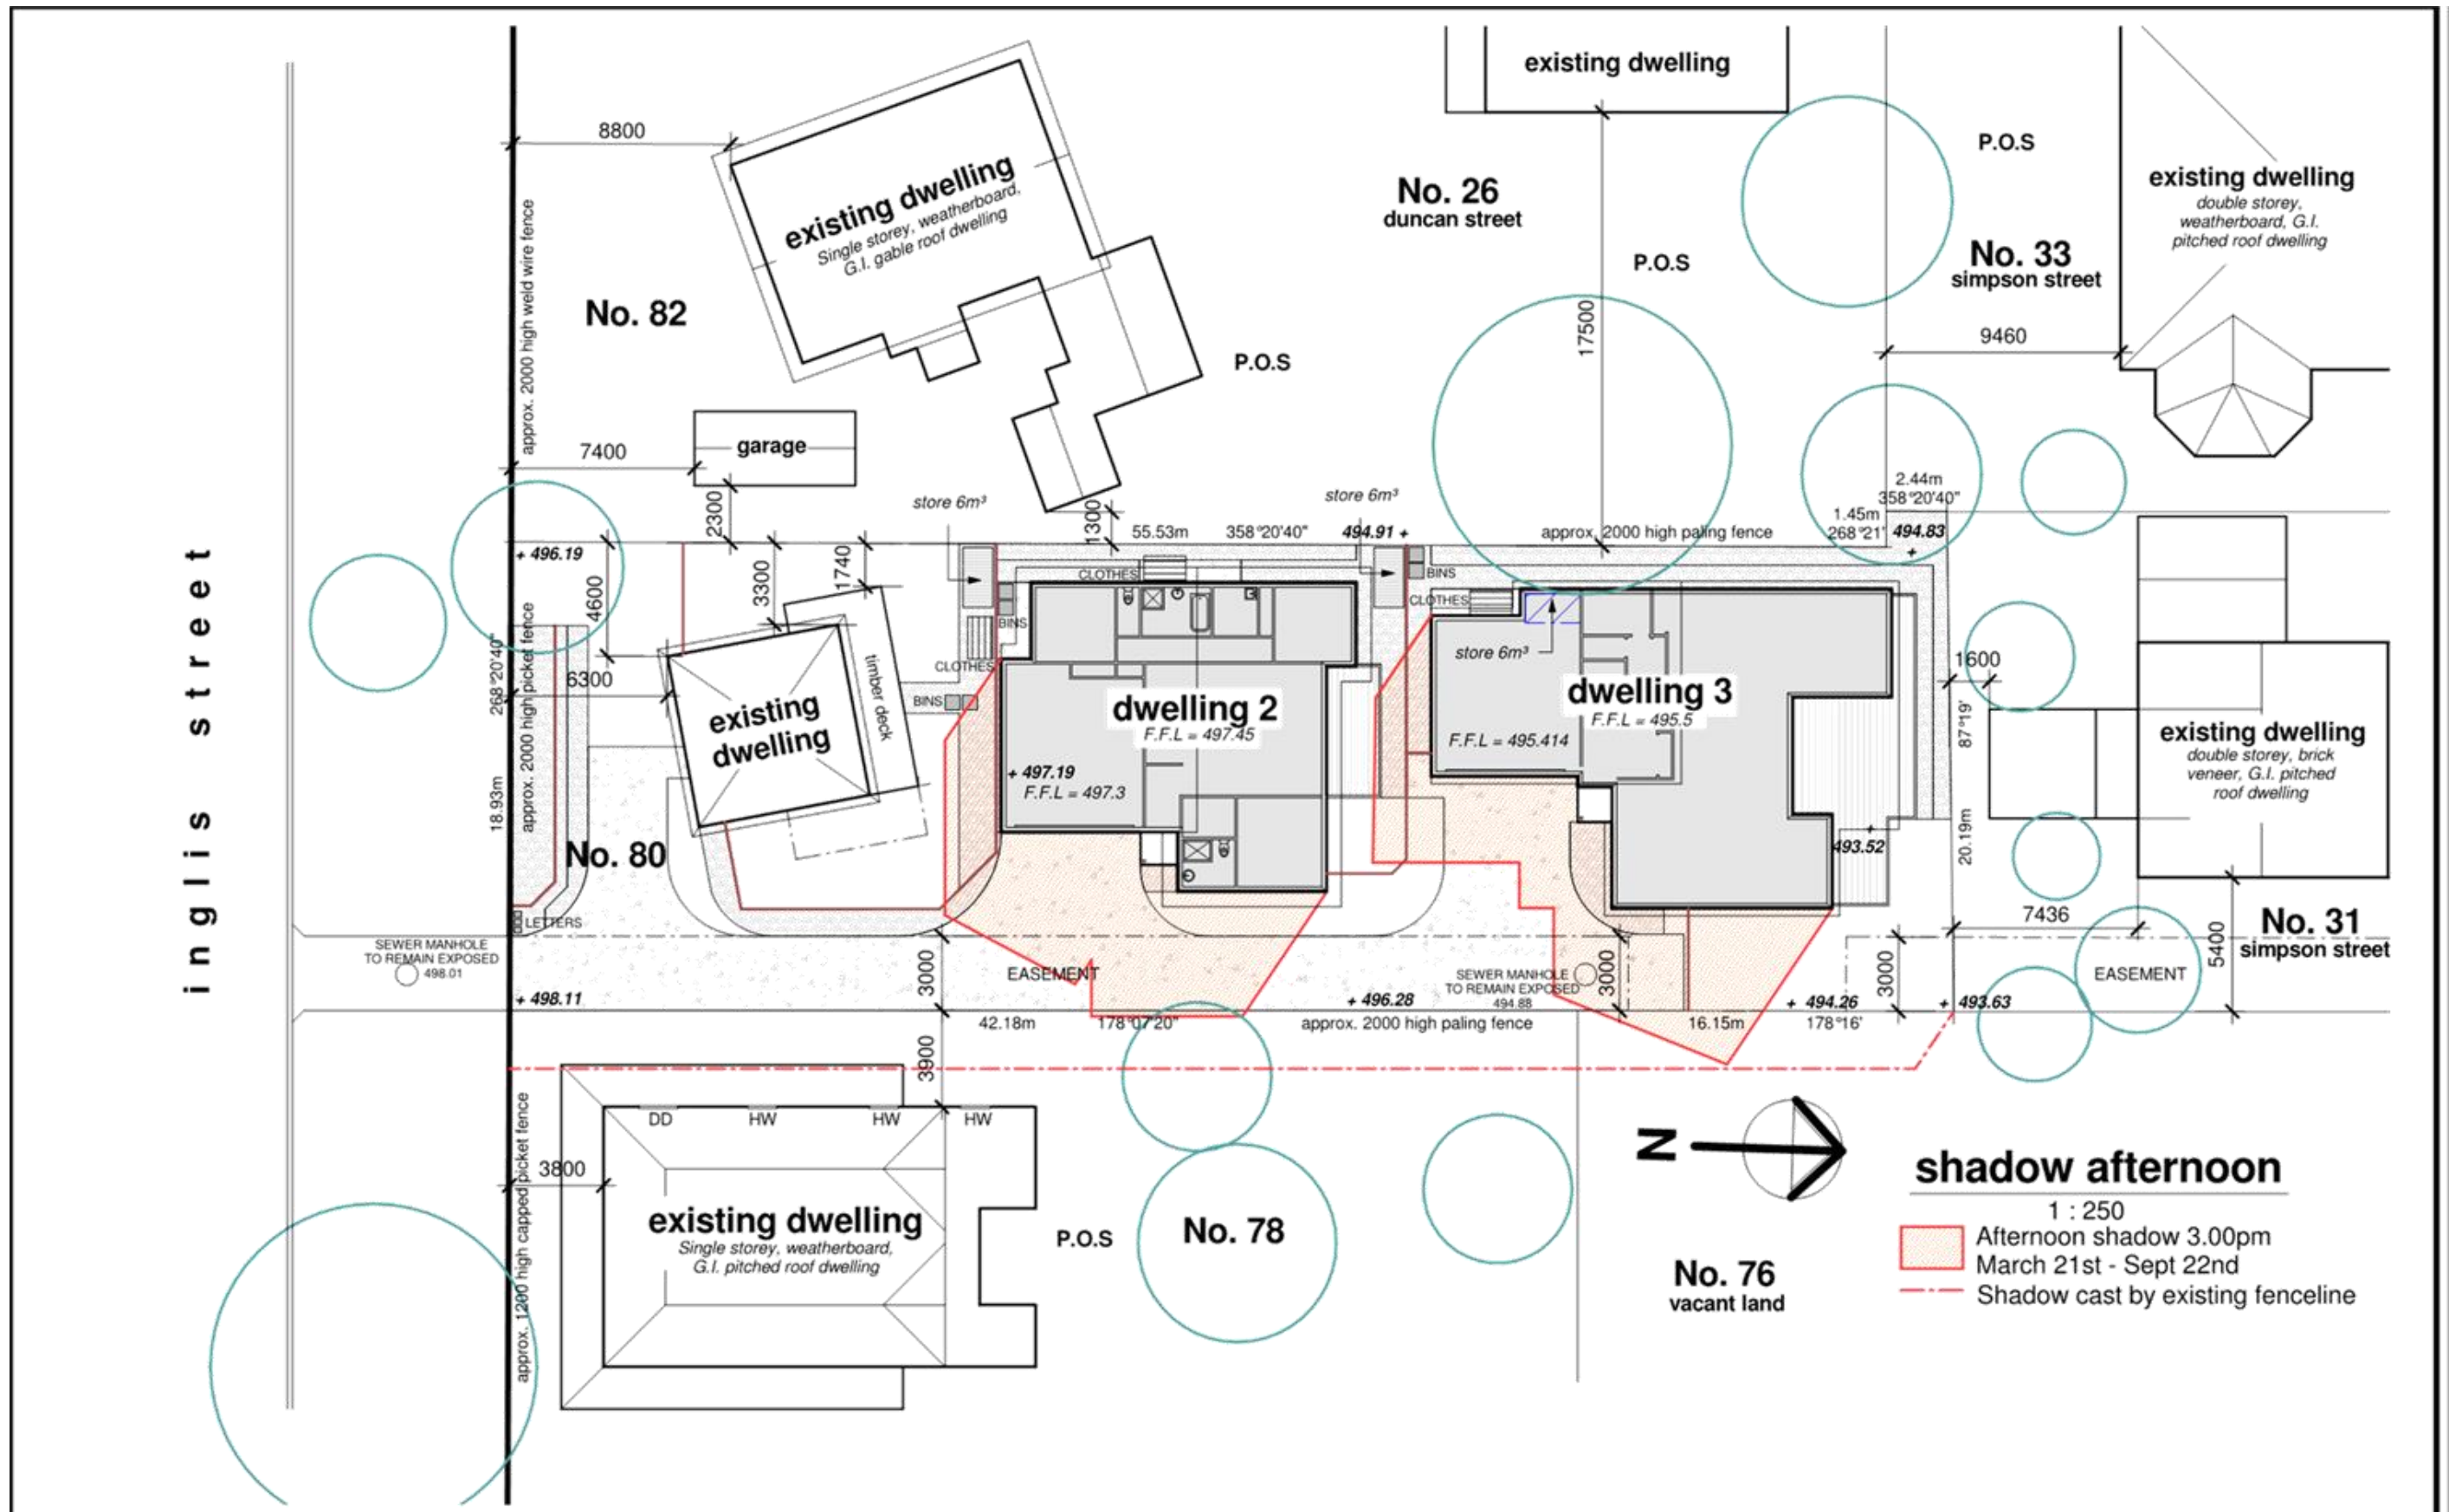 existing dwelling
8800
P.O.S
existing dwelling
Single storey, weatherboard,
G.I. gable roof dwelling
No. 26
duncan street
existing dwelling
double storey,
weatherboard, G.I.
pitched roof dwelling
P.O.S
No. 33
simpson street
approx. 2000 high weld wire fence
No. 82
17500
9460
P.O.S
7400
garage
2300
store 6m³
store 6m³
1300
55.53m
358°20'40"
494.91 +
approx. 2000 high paling fence
2.44m
358°20'40"
1.45m
268°21'
494.83
+
+ 496.19
4600
3300
1740
CLOTHES
BINS
CLOTHES
BINS
BINS
CLOTHES
inglis street
268°20'40"
18.93m
approx. 2000 high picket fence
6300
timber deck
existing
dwelling
dwelling 2
F.F.L = 497.45
+ 497.19
F.F.L = 497.3
store 6m³
dwelling 3
F.F.L = 495.5
F.F.L = 495.414
1600
87°19'
20.19m
existing dwelling
double storey, brick
veneer, G.I. pitched
roof dwelling
+
493.52
No. 80
LETTERS
SEWER MANHOLE
TO REMAIN EXPOSED
498.01
+ 498.11
3000
EASEMENT
SEWER MANHOLE
TO REMAIN EXPOSED
494.88
3000
+ 496.28
+ 494.26
3000
+ 493.63
7436
5400
No. 31
simpson street
EASEMENT
42.18m
178°07'20"
approx. 2000 high paling fence
16.15m
178°16'
3900
approx. 1200 high capped picket fence
DD
HW
HW
HW
3800
existing dwelling
Single storey, weatherboard,
G.I. pitched roof dwelling
P.O.S
No. 78
N
No. 76
vacant land
shadow afternoon
1 : 250
Afternoon shadow 3.00pm
March 21st - Sept 22nd
Shadow cast by existing fenceline